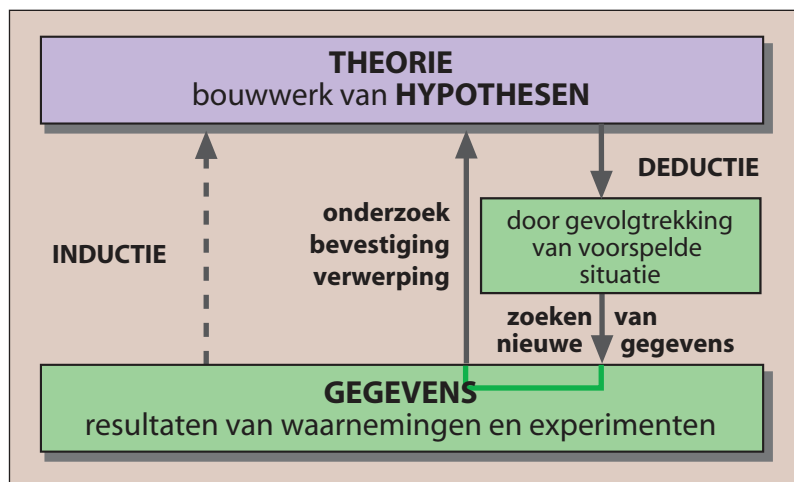 THEORIE
bouwwerk van HYPOTHESEN
DEDUCTIE
onderzoek
bevestiging
verwerping
INDUCTIE
door gevolgtrekking
van voorspelde
situatie
zoeken van
nieuwe gegevens
GEGEVENS
resultaten van waarnemingen en experimenten